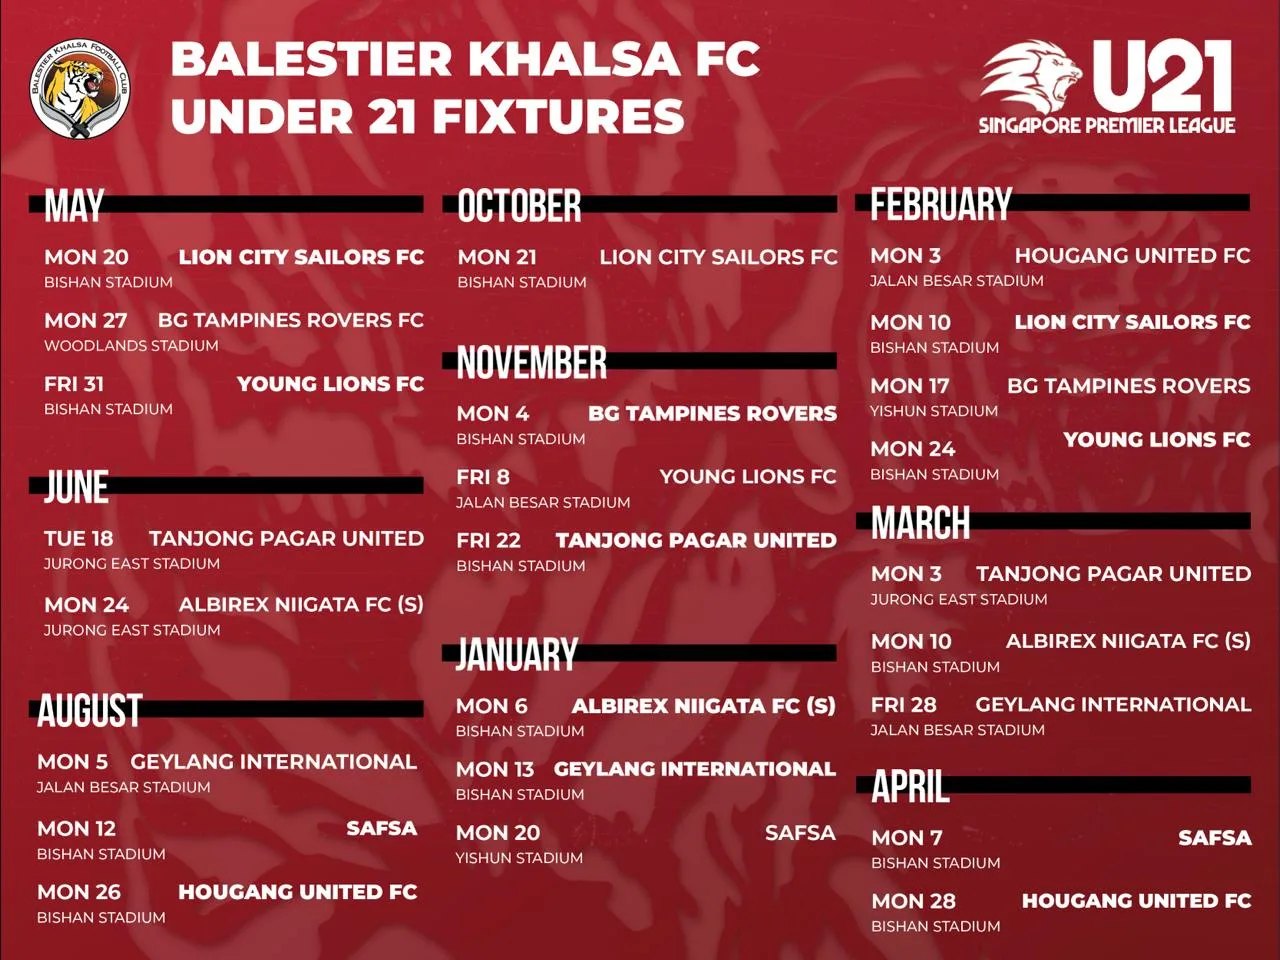 BALESTIER KHALSA FOOTBALL CLUB
BALESTIER KHALSA FC
UNDER 21 FIXTURES
U21
SINGAPORE PREMIER LEAGUE
MAY
MON 20 LION CITY SAILORS FC
BISHAN STADIUM
MON 27 BG TAMPINES ROVERS FC
WOODLANDS STADIUM
FRI 31 YOUNG LIONS FC
BISHAN STADIUM
JUNE
TUE 18 TANJONG PAGAR UNITED
JURONG EAST STADIUM
MON 24 ALBIREX NIIGATA FC (S)
JURONG EAST STADIUM
AUGUST
MON 5 GEYLANG INTERNATIONAL
JALAN BESAR STADIUM
MON 12 SAFSA
BISHAN STADIUM
MON 26 HOUGANG UNITED FC
BISHAN STADIUM
OCTOBER
MON 21 LION CITY SAILORS FC
BISHAN STADIUM
NOVEMBER
MON 4 BG TAMPINES ROVERS
BISHAN STADIUM
FRI 8 YOUNG LIONS FC
JALAN BESAR STADIUM
FRI 22 TANJONG PAGAR UNITED
BISHAN STADIUM
JANUARY
MON 6 ALBIREX NIIGATA FC (S)
BISHAN STADIUM
MON 13 GEYLANG INTERNATIONAL
BISHAN STADIUM
MON 20 SAFSA
YISHUN STADIUM
FEBRUARY
MON 3 HOUGANG UNITED FC
JALAN BESAR STADIUM
MON 10 LION CITY SAILORS FC
BISHAN STADIUM
MON 17 BG TAMPINES ROVERS
YISHUN STADIUM
MON 24 YOUNG LIONS FC
BISHAN STADIUM
MARCH
MON 3 TANJONG PAGAR UNITED
JURONG EAST STADIUM
MON 10 ALBIREX NIIGATA FC (S)
BISHAN STADIUM
FRI 28 GEYLANG INTERNATIONAL
JALAN BESAR STADIUM
APRIL
MON 7 SAFSA
BISHAN STADIUM
MON 28 HOUGANG UNITED FC
BISHAN STADIUM